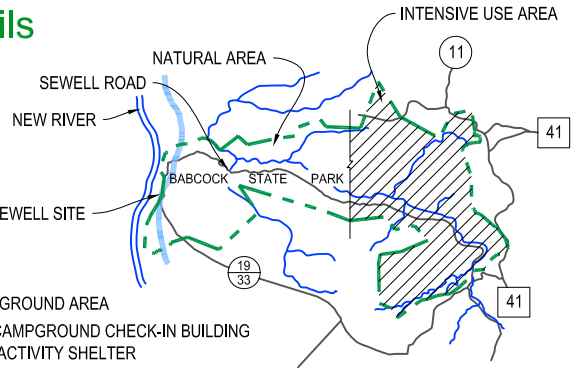 ils
INTENSIVE USE AREA
11
NATURAL AREA
SEWELL ROAD
NEW RIVER
41
BABCOCK STATE PARK
EWELL SITE
19
33
41
GROUND AREA
CAMPGROUND CHECK-IN BUILDING
ACTIVITY SHELTER